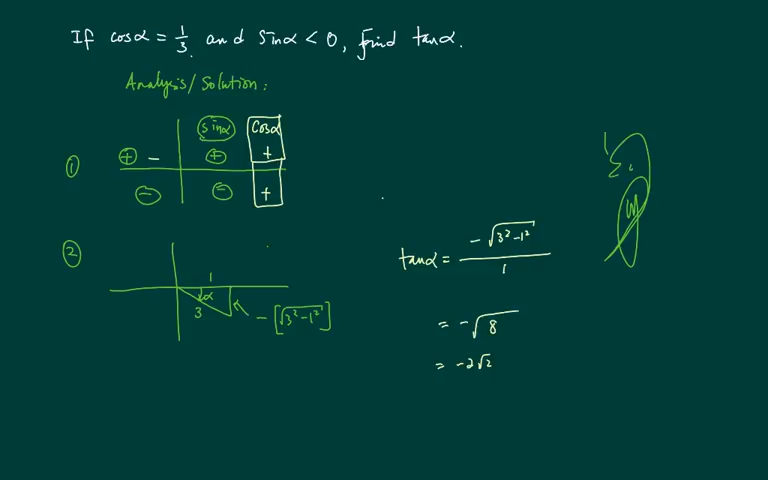 If cosα = 1/3 and sinα < 0, find tanα.
Analysis/Solution:
sinα cosα
① + − + +
− − +
②
1
α
3
− [√3²−1²]
tanα = −√3²−1² / 1
= −√8
= −2√2